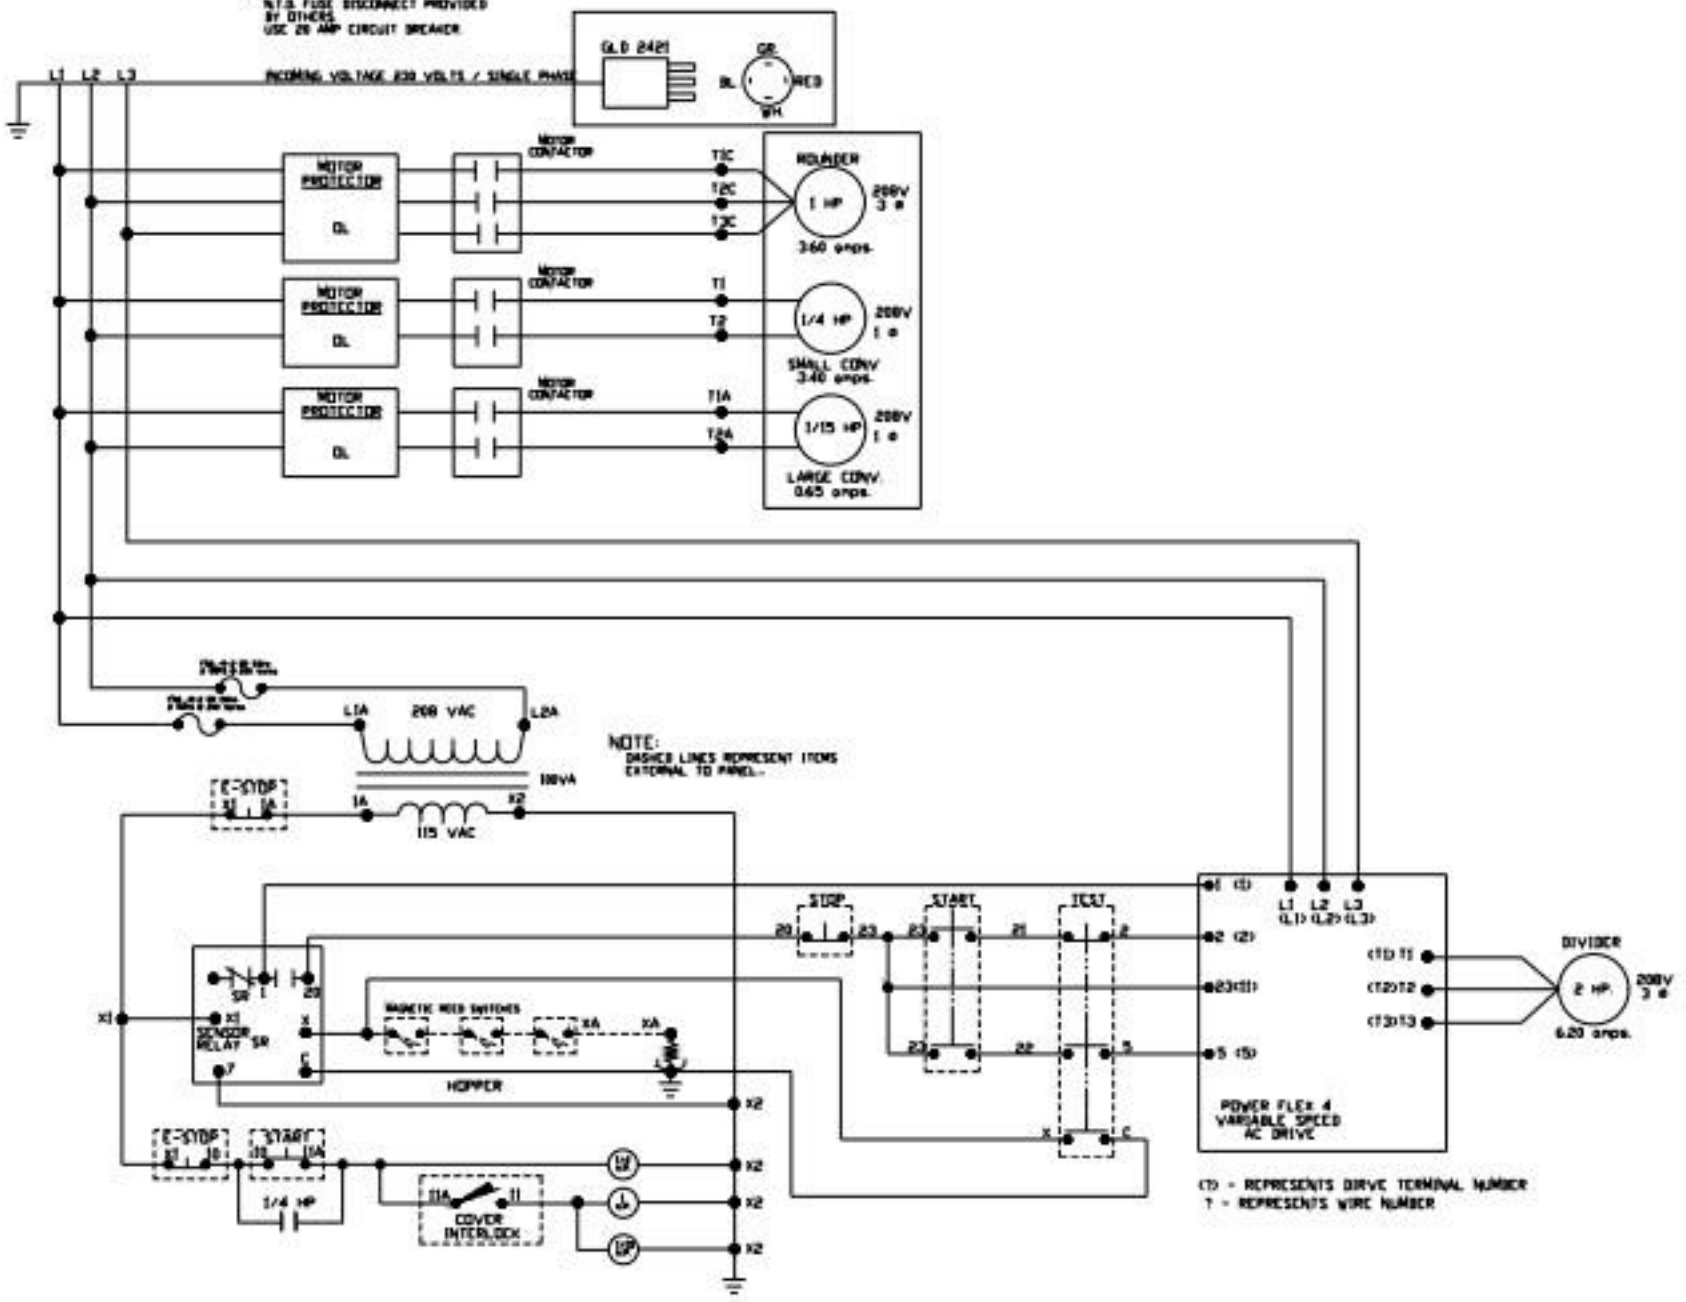 N.T.S. FUSE DISCONNECT PROVIDED
BY OTHERS.
USE 20 AMP CIRCUIT BREAKER.
INCOMING VOLTAGE 230 VOLTS / SINGLE PHASE
L1 L2 L3
GLD 2421
GR.
BL.
RED
WH.
MOTOR
PROTECTOR
OL
MOTOR
CONTACTOR
T1C
T2C
T3C
ROUNDER
1 HP
208V
3 ø
3.60 amps.
MOTOR
PROTECTOR
OL
MOTOR
CONTACTOR
T1
T2
1/4 HP
208V
1 ø
SMALL CONV
3.40 amps.
MOTOR
PROTECTOR
OL
MOTOR
CONTACTOR
T1A
T2A
1/15 HP
208V
1 ø
LARGE CONV.
0.65 amps.
L1A
208 VAC
L2A
NOTE:
DASHED LINES REPRESENT ITEMS
EXTERNAL TO PANEL.
100VA
E-STOP
X1 1A
1A
X2
115 VAC
STOP
20
23
START
23
21
TEST
2
23
22
5
X
C
1 (1)
2 (2)
23(11)
5 (5)
L1 L2 L3
(L1) (L2) (L3)
(T1) T1
(T2)T2
(T3)T3
POWER FLEX 4
VARIABLE SPEED
AC DRIVE
DIVIDER
2 HP.
208V
3 ø
6.20 amps.
SR
1
20
X1
X1
SENSOR
RELAY SR
X
C
7
MAGNETIC REED SWITCHES
XA
XA
HOPPER
X2
E-STOP
X1 10
START
10 11A
1/4 HP
11A
11
COVER
INTERLOCK
X2
X2
X2
(?) - REPRESENTS DIRVE TERMINAL NUMBER
? - REPRESENTS WIRE NUMBER